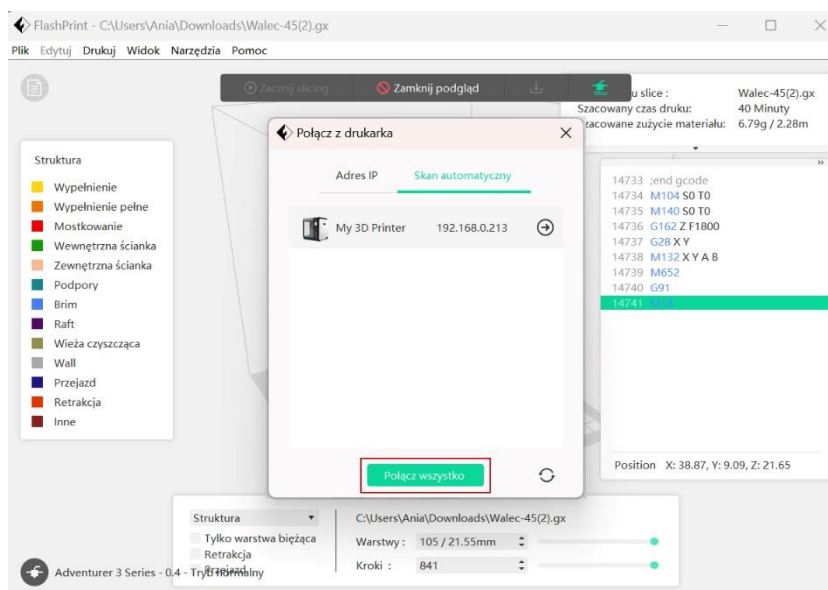 FlashPrint - C:\Users\Ania\Downloads\Walec-45(2).gx
Plik Edytuj Drukuj Widok Narzędzia Pomoc
Zacznij slicing Zamknij podgląd
u slice : Walec-45(2).gx
Szacowany czas druku: 40 Minuty
zacowane zużycie materiału: 6.79g / 2.28m
Połącz z drukarka
Adres IP Skan automatyczny
My 3D Printer 192.168.0.213
Połącz wszystko
Struktura
Wypełnienie
Wypełnienie pełne
Mostkowanie
Wewnętrzna ścianka
Zewnętrzna ścianka
Podpory
Brim
Raft
Wieża czyszcząca
Wall
Przejazd
Retrakcja
Inne
14733 ;end gcode
14734 M104 S0 T0
14735 M140 S0 T0
14736 G162 Z F1800
14737 G28 X Y
14738 M132 X Y A B
14739 M652
14740 G91
14741
Position X: 38.87, Y: 9.09, Z: 21.65
Struktura
Tylko warstwa bieżąca
Retrakcja
Przejazd
C:\Users\Ania\Downloads\Walec-45(2).gx
Warstwy : 105 / 21.55mm
Kroki : 841
Adventurer 3 Series - 0.4 - Tryb normalny